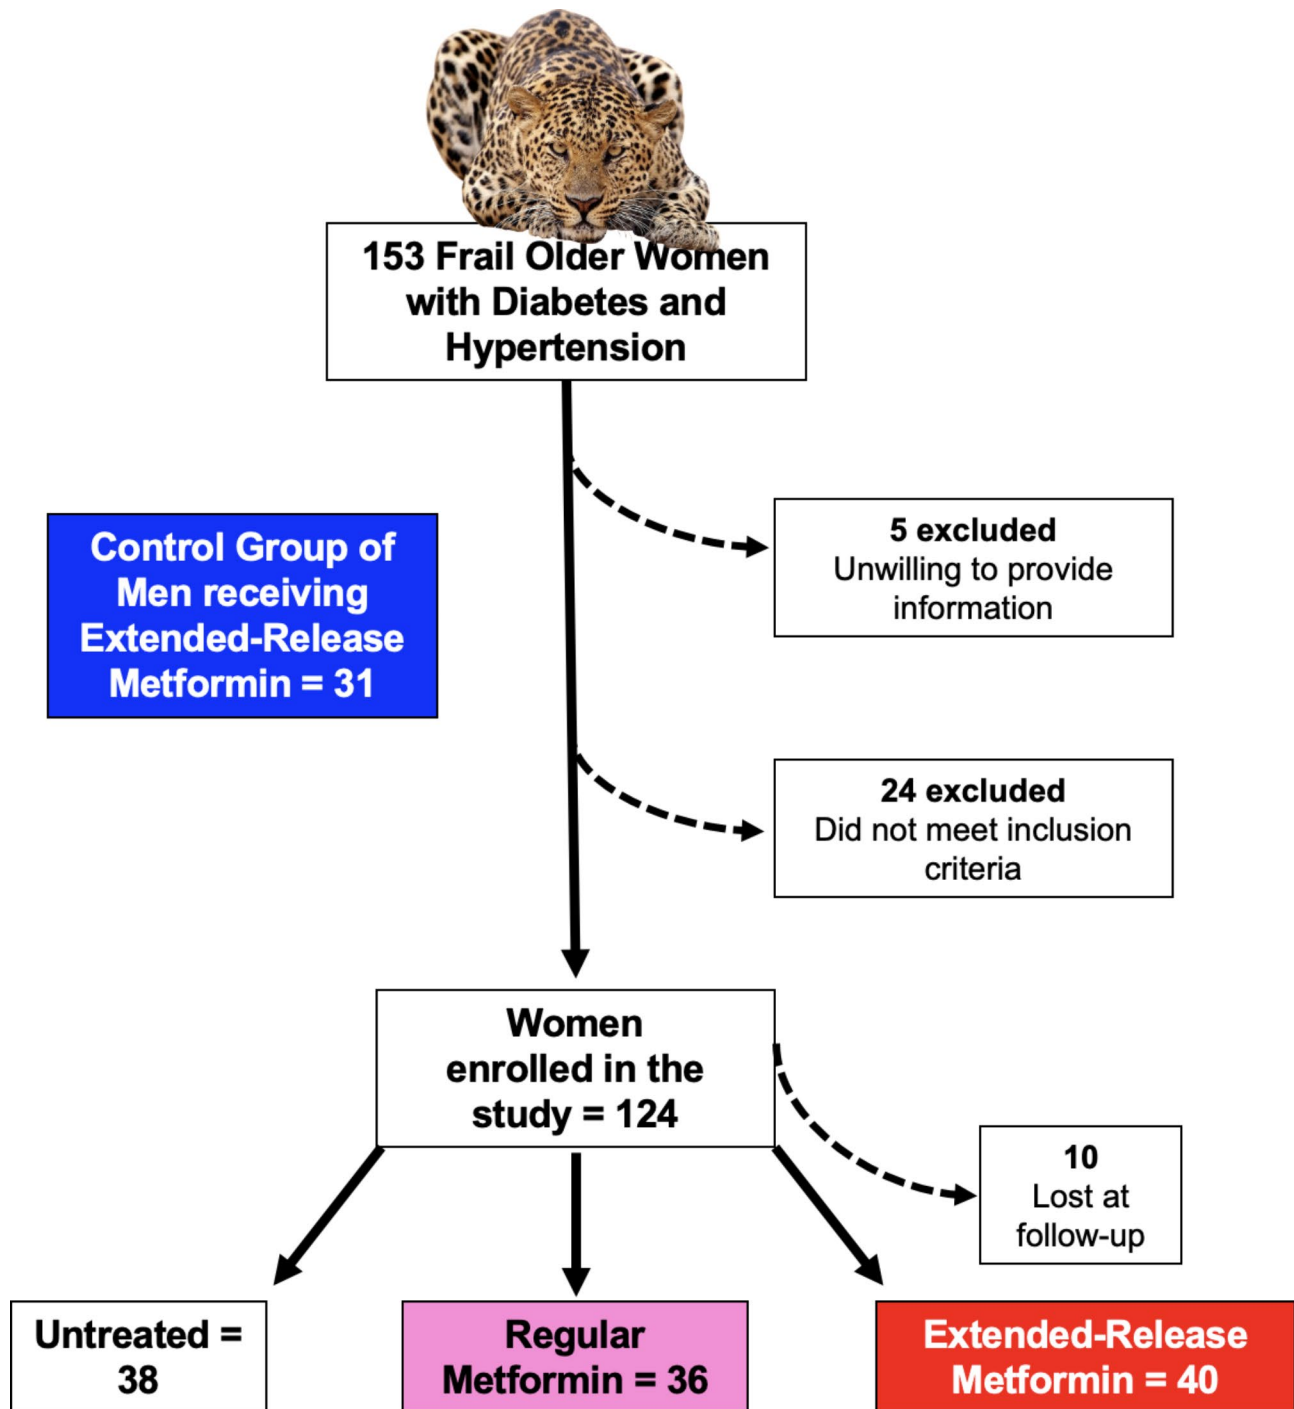 153 Frail Older Women
with Diabetes and
Hypertension
Control Group of
Men receiving
Extended-Release
Metformin = 31
5 excluded
Unwilling to provide
information
24 excluded
Did not meet inclusion
criteria
Women
enrolled in the
study = 124
10
Lost at
follow-up
Untreated =
38
Regular
Metformin = 36
Extended-Release
Metformin = 40